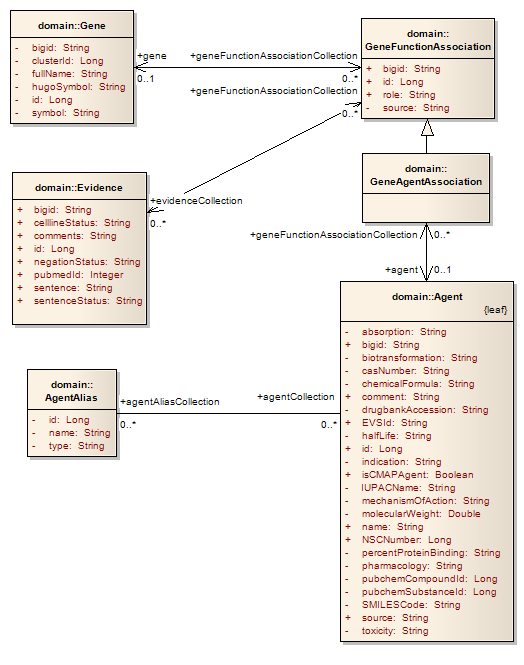 domain::Gene
- bigid: String
- clusterId: Long
- fullName: String
- hugoSymbol: String
- id: Long
- symbol: String
+gene
0..1
+geneFunctionAssociationCollection
0..*
domain::
GeneFunctionAssociation
+ bigid: String
+ id: Long
+ role: String
- source: String
+geneFunctionAssociationCollection
0..*
domain::
GeneAgentAssociation
domain::Evidence
+ bigid: String
+ celllineStatus: String
+ comments: String
+ id: Long
+ negationStatus: String
+ pubmedId: Integer
+ sentence: String
+ sentenceStatus: String
+evidenceCollection
0..*
+geneFunctionAssociationCollection
0..*
+agent
0..1
domain::Agent
{leaf}
- absorption: String
+ bigid: String
- biotransformation: String
- casNumber: String
- chemicalFormula: String
+ comment: String
- drugbankAccession: String
+ EVSId: String
- halfLife: String
+ id: Long
- indication: String
+ isCMAPAgent: Boolean
- IUPACName: String
- mechanismOfAction: String
- molecularWeight: Double
+ name: String
+ NSCNumber: Long
- percentProteinBinding: String
- pharmacology: String
- pubchemCompoundId: Long
- pubchemSubstanceId: Long
- SMILESCode: String
+ source: String
- toxicity: String
domain::
AgentAlias
- id: Long
- name: String
- type: String
+agentAliasCollection
0..*
+agentCollection
0..*